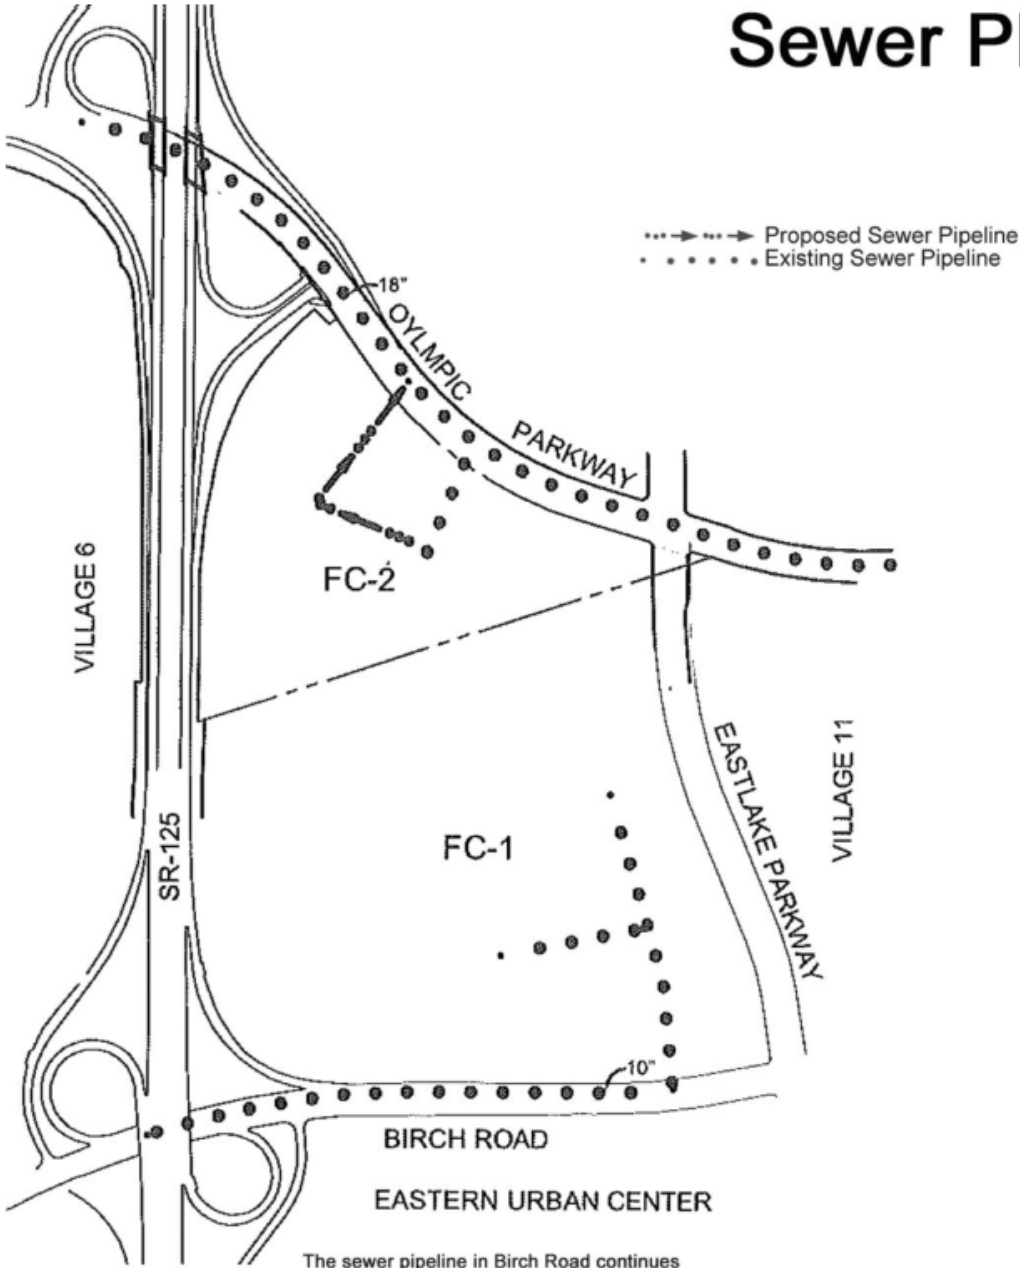 Sewer Pl
Proposed Sewer Pipeline
Existing Sewer Pipeline
18"
OYLMPIC
PARKWAY
VILLAGE 6
FC-2
EASTLAKE PARKWAY
VILLAGE 11
SR-125
FC-1
10"
BIRCH ROAD
EASTERN URBAN CENTER
The sewer pipeline in Birch Road continues